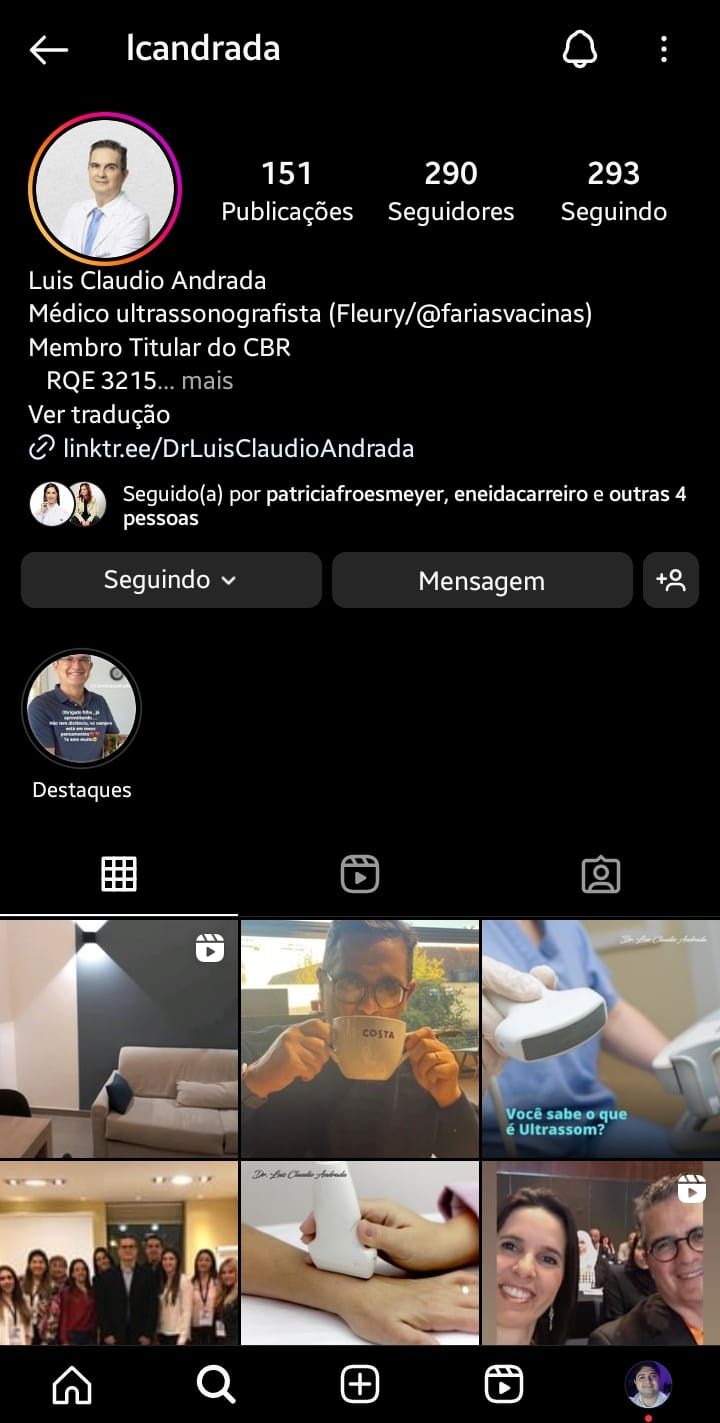 lcandrada
151
Publicações
290
Seguidores
293
Seguindo
Luis Claudio Andrada
Médico ultrassonografista (Fleury/@fariasvacinas)
Membro Titular do CBR
RQE 3215... mais
Ver tradução
linktr.ee/DrLuisClaudioAndrada
Seguido(a) por patriciafroesmeyer, eneidacarreiro e outras 4
pessoas
Seguindo
Mensagem
Obrigado filha , já
aproveitando....
Não tem distância, vc sempre
está em meus
pensamentos
Te amo muito
Destaques
COSTA
Dr. Luis Claudio Andrada
Você sabe o que
é Ultrassom?
Dr. Luis Claudio Andrada